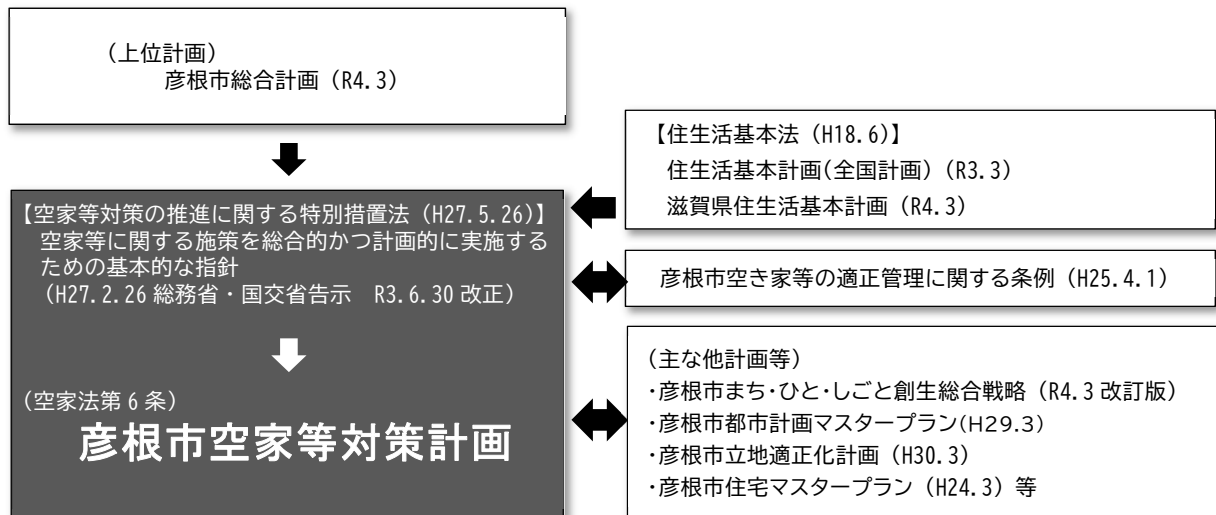 （上位計画）
彦根市総合計画（R4.3）
【空家等対策の推進に関する特別措置法（H27.5.26）】
空家等に関する施策を総合的かつ計画的に実施する
ための基本的な指針
（H27.2.26 総務省・国交省告示　R3.6.30 改正）
（空家法第 6 条）
彦根市空家等対策計画
【住生活基本法（H18.6）】
住生活基本計画(全国計画)（R3.3）
滋賀県住生活基本計画（R4.3）
彦根市空き家等の適正管理に関する条例（H25.4.1）
（主な他計画等）
・彦根市まち・ひと・しごと創生総合戦略（R4.3 改訂版）
・彦根市都市計画マスタープラン(H29.3)
・彦根市立地適正化計画（H30.3）
・彦根市住宅マスタープラン（H24.3）等